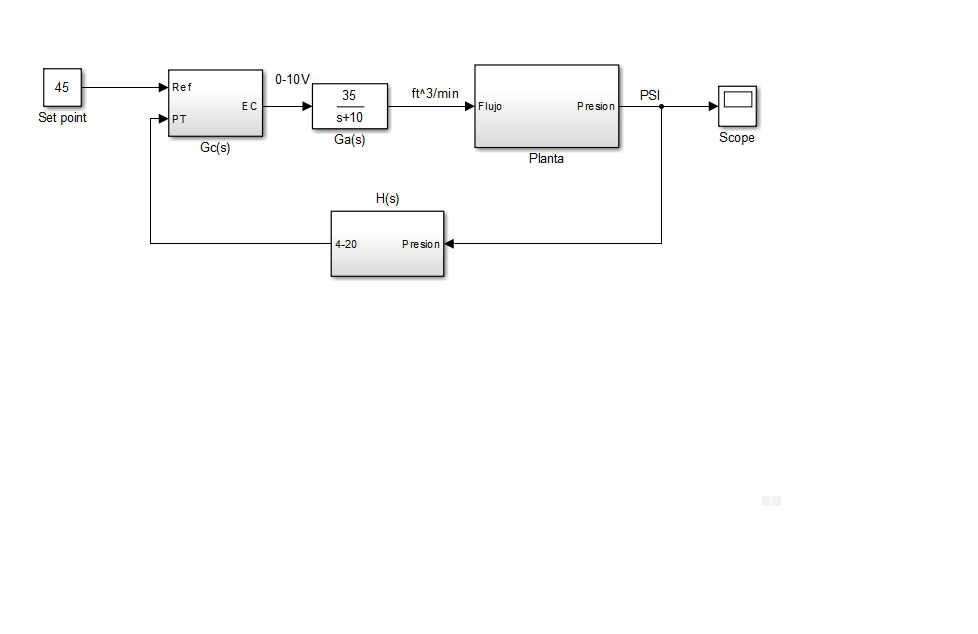 45
Set point
Ref
PT
EC
Gc(s)
0-10V
35
s+10
Ga(s)
ft^3/min
Flujo
Presion
Planta
PSI
Scope
H(s)
4-20
Presion